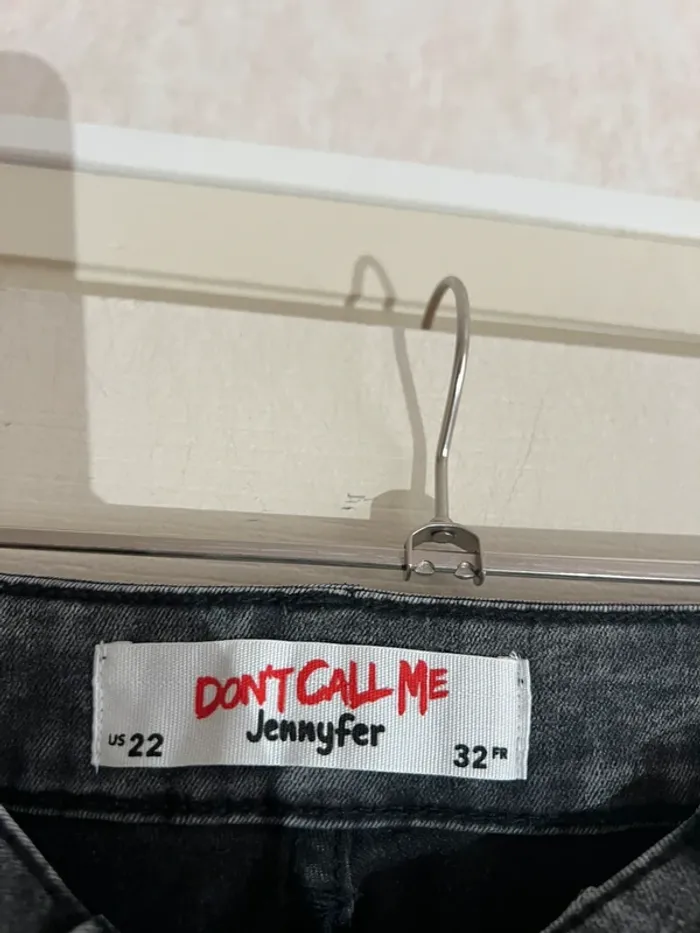 DON'T CALL ME
Jennyfer
US 22
32 FR